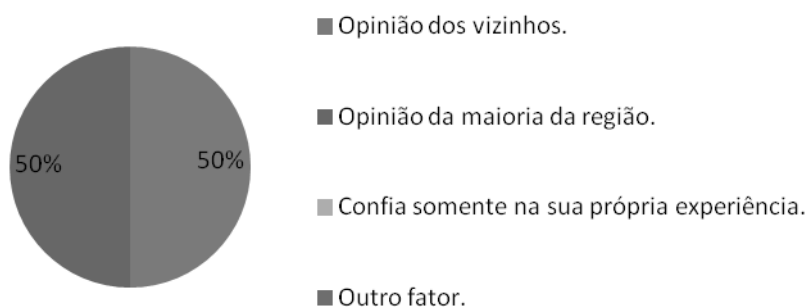 Opinião dos vizinhos.
50%
50%
Opinião da maioria da região.
Confia somente na sua própria experiência.
Outro fator.